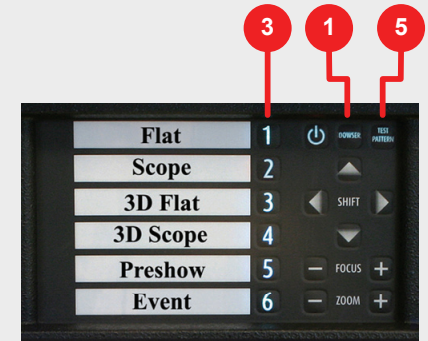 3 1 5
Flat 1 DOWSER TEST PATTERN
Scope 2
3D Flat 3 SHIFT
3D Scope 4
Preshow 5 − FOCUS +
Event 6 − ZOOM +